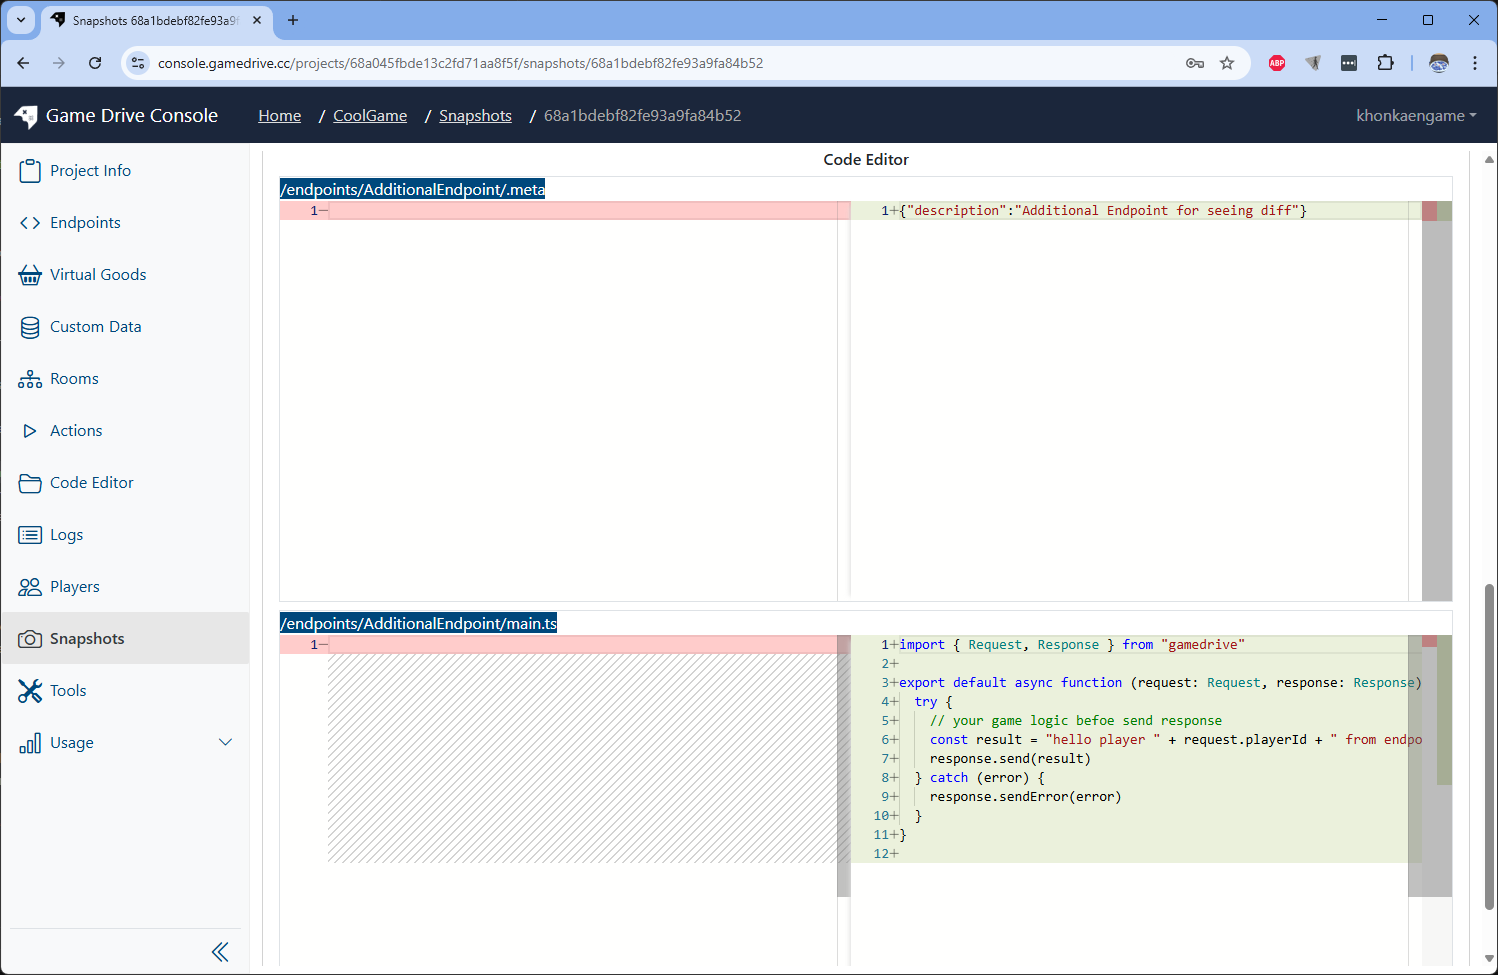 Snapshots 68a1bdebf82fe93a9f
console.gamedrive.cc/projects/68a045fbde13c2fd71aa8f5f/snapshots/68a1bdebf82fe93a9fa84b52
ABP
Game Drive Console
Home / CoolGame / Snapshots / 68a1bdebf82fe93a9fa84b52
khonkaengame
Project Info
Endpoints
Virtual Goods
Custom Data
Rooms
Actions
Code Editor
Logs
Players
Snapshots
Tools
Usage
Code Editor
/endpoints/AdditionalEndpoint/.meta
1−
1+{"description":"Additional Endpoint for seeing diff"}
/endpoints/AdditionalEndpoint/main.ts
1−
1+import { Request, Response } from "gamedrive"
2+
3+export default async function (request: Request, response: Response)
4+  try {
5+    // your game logic befoe send response
6+    const result = "hello player " + request.playerId + " from endpo
7+    response.send(result)
8+  } catch (error) {
9+    response.sendError(error)
10+  }
11+}
12+